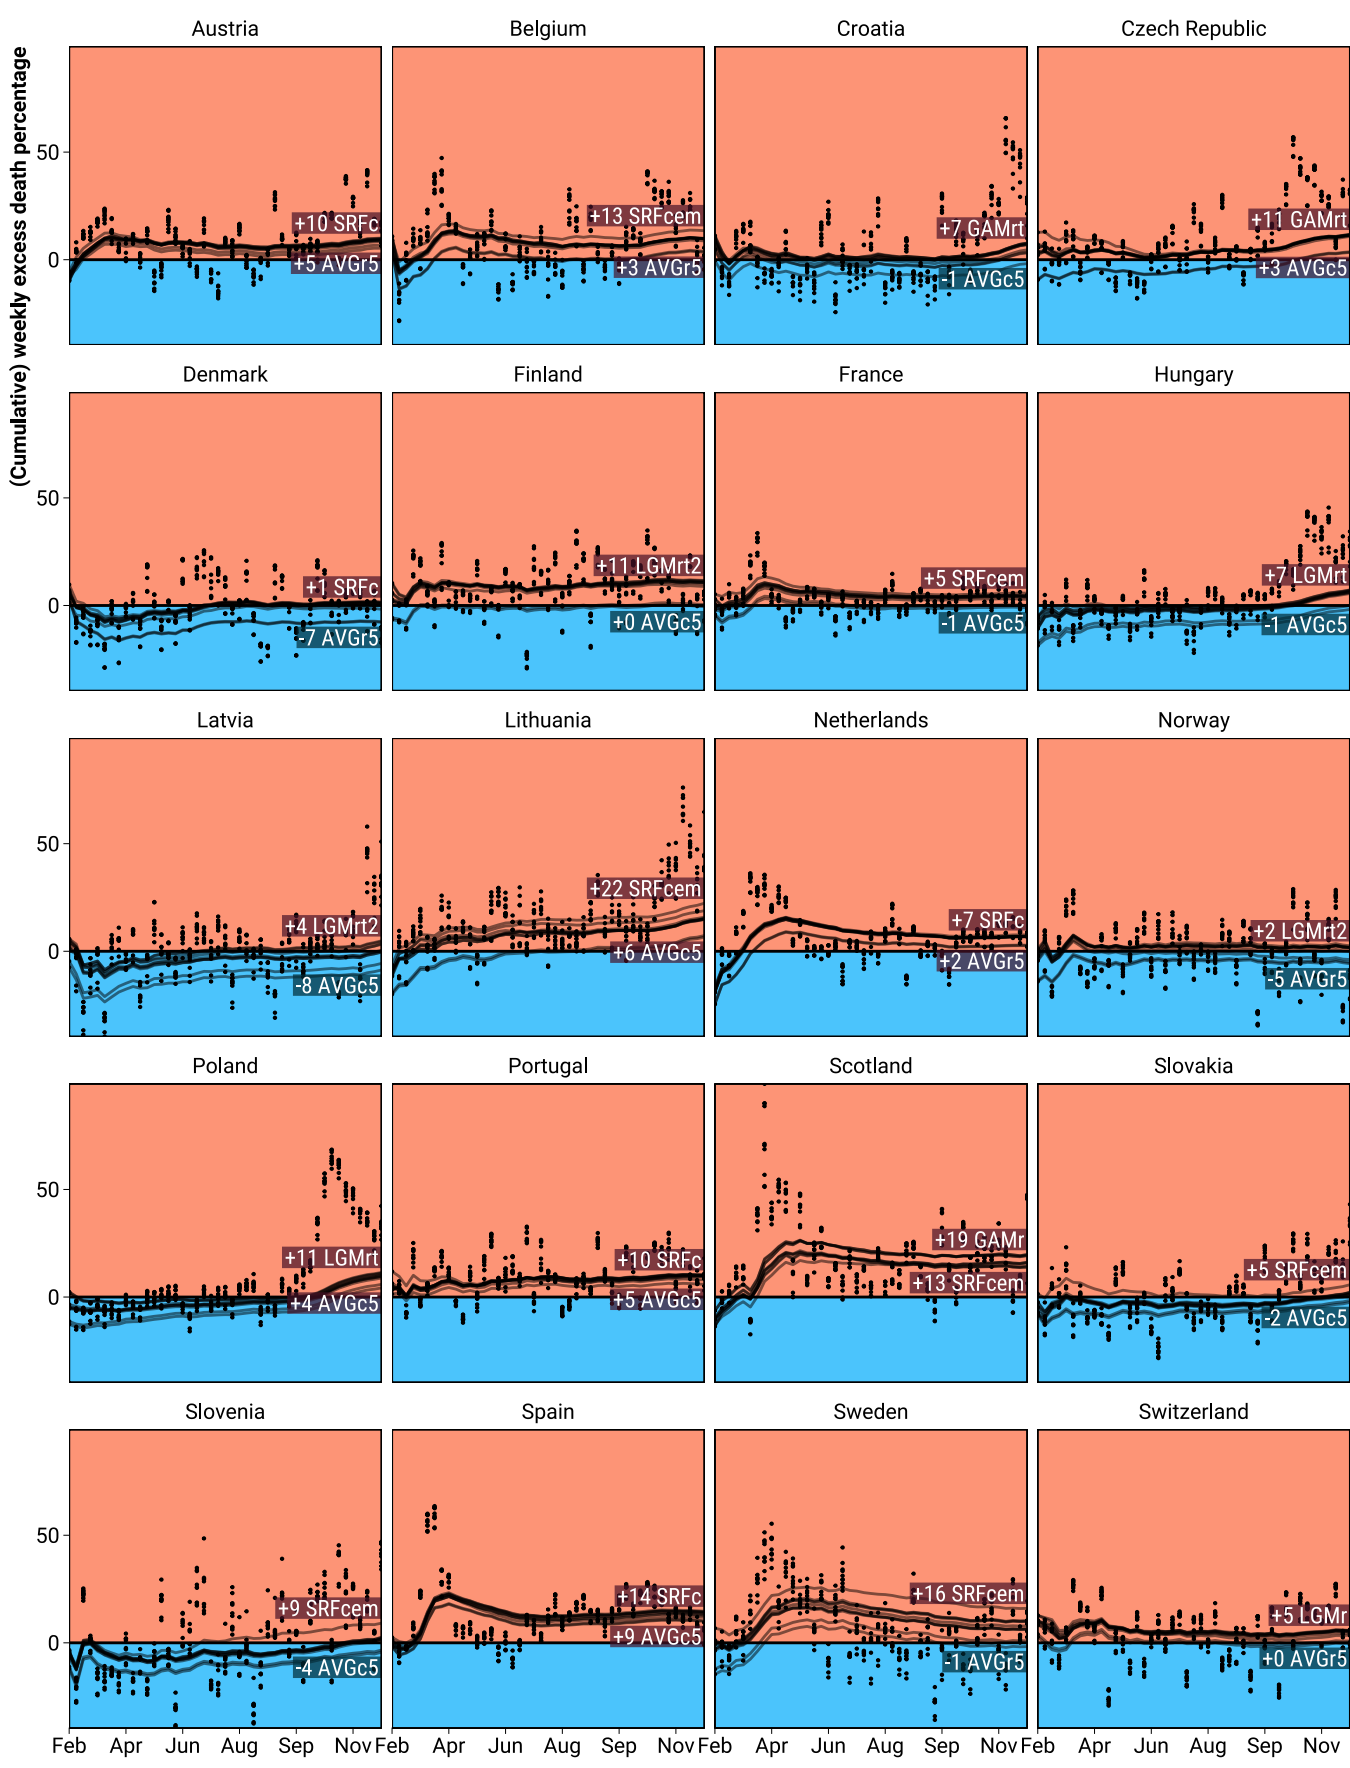 (Cumulative) weekly excess death percentage
Austria
Belgium
Croatia
Czech Republic
50
0
+10 SRFc
+5 AVGr5
+13 SRFcem
+3 AVGr5
+7 GAMrt
-1 AVGc5
+11 GAMrt
+3 AVGc5
Denmark
Finland
France
Hungary
50
0
+1 SRFc
-7 AVGr5
+11 LGMrt2
+0 AVGc5
+5 SRFcem
-1 AVGc5
+7 LGMrt
-1 AVGc5
Latvia
Lithuania
Netherlands
Norway
50
0
+4 LGMrt2
-8 AVGc5
+22 SRFcem
+6 AVGc5
+7 SRFc
+2 AVGr5
+2 LGMrt2
-5 AVGr5
Poland
Portugal
Scotland
Slovakia
50
0
+11 LGMrt
+4 AVGc5
+10 SRFc
+5 AVGc5
+19 GAMr
+13 SRFcem
+5 SRFcem
-2 AVGc5
Slovenia
Spain
Sweden
Switzerland
50
0
+9 SRFcem
-4 AVGc5
+14 SRFc
+9 AVGc5
+16 SRFcem
-1 AVGr5
+5 LGMr
+0 AVGr5
Feb Apr Jun Aug Sep Nov Feb Apr Jun Aug Sep Nov Feb Apr Jun Aug Sep Nov Feb Apr Jun Aug Sep Nov